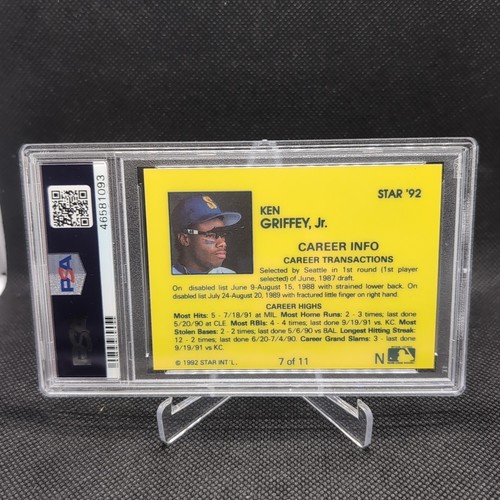 46581093
PSA
STAR '92
KEN
GRIFFEY, Jr.
CAREER INFO
CAREER TRANSACTIONS
Selected by Seattle in 1st round (1st player
selected) of June, 1987 draft.
On disabled list June 9-August 15, 1988 with strained lower back. On
disabled list July 24-August 20, 1989 with fractured little finger on right hand.
CAREER HIGHS
Most Hits: 5 - 7/18/91 at MIL. Most Home Runs: 2 - 3 times, last done
5/20/90 at CLE. Most RBIs: 4 - 4 times, last done 9/19/91 vs. KC. Most
Stolen Bases: 2 - 2 times, last done 5/6/90 vs BAL. Longest Hitting Streak:
12 - 2 times, last done 6/20-7/4/90. Career Grand Slams: 3 - last done
9/19/91 vs KC.
© 1992 STAR INT'L.
7 of 11
N